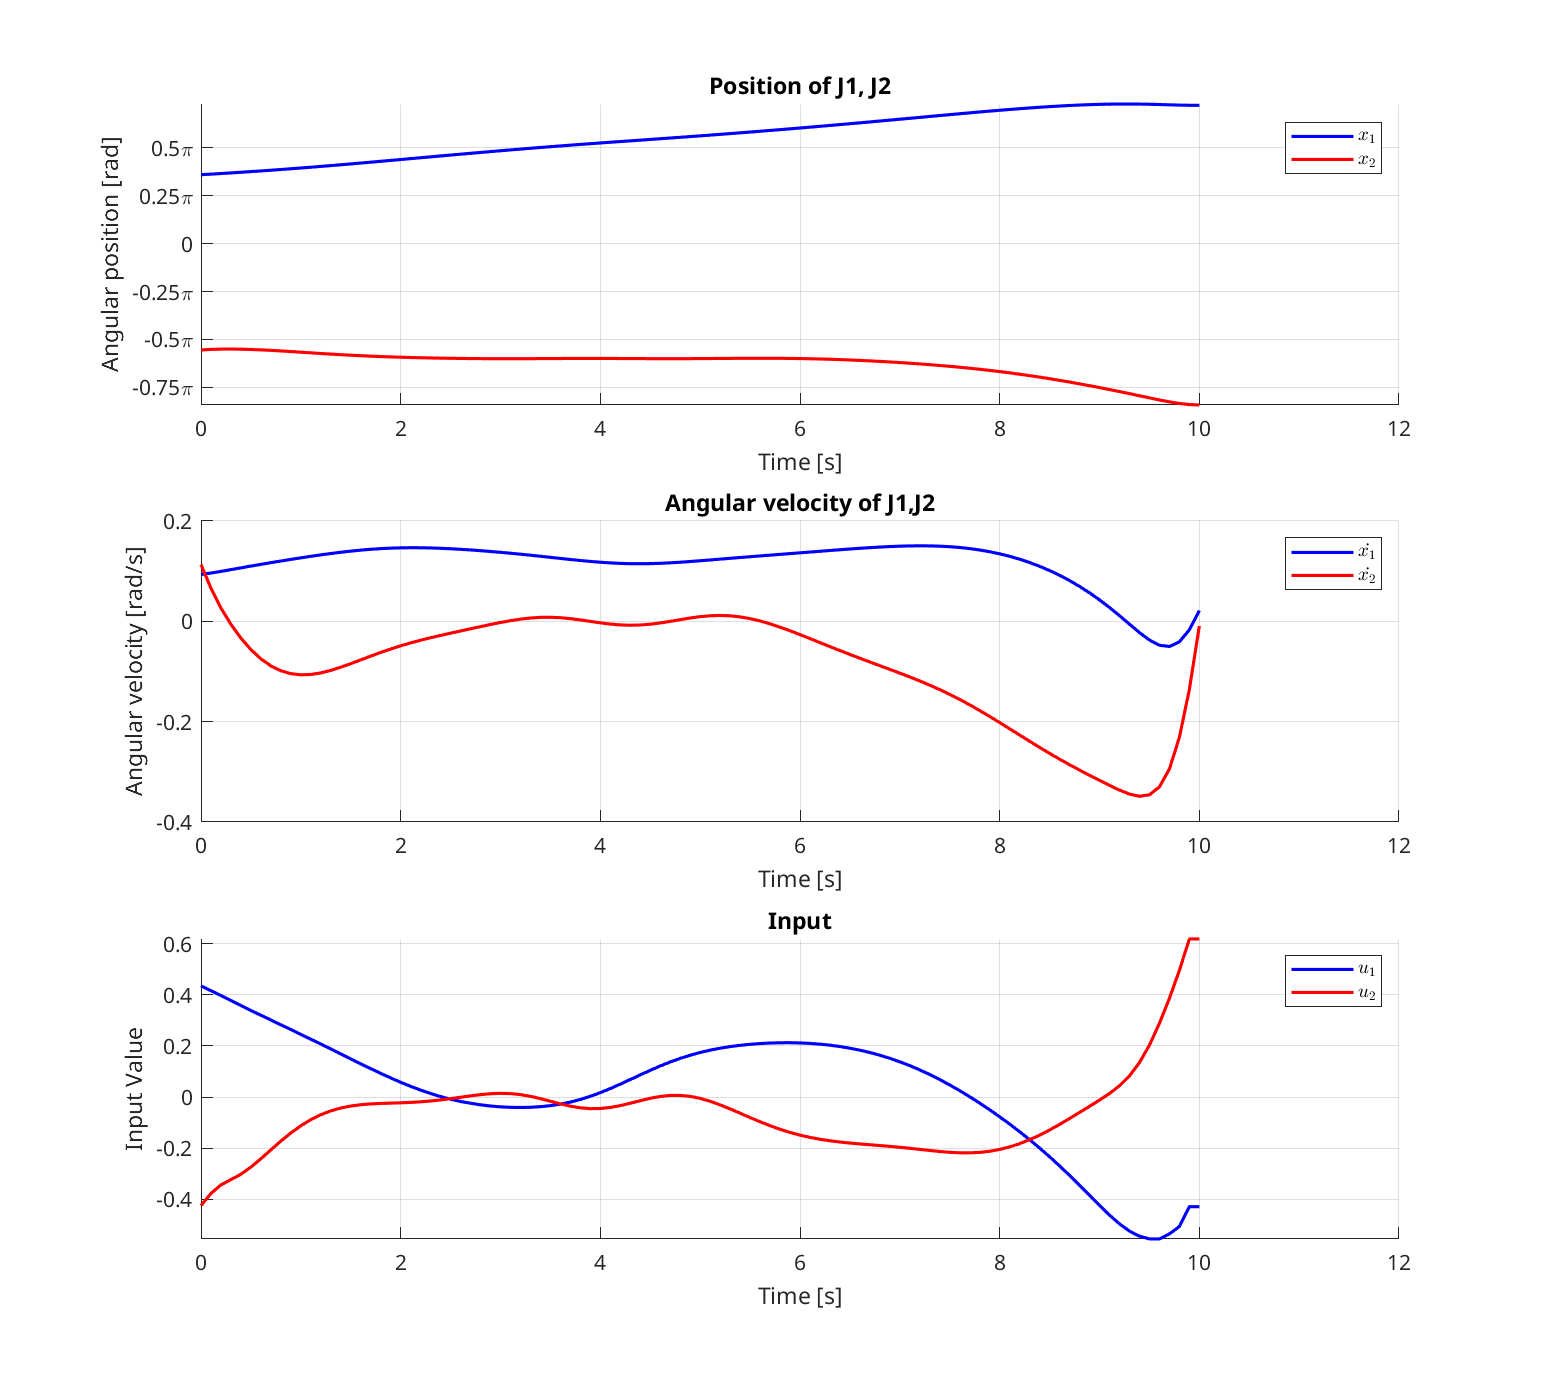 Position of J1, J2
Angular position [rad]
0.5π
0.25π
0
-0.25π
-0.5π
-0.75π
x₁
x₂
0 2 4 6 8 10 12
Time [s]
Angular velocity of J1,J2
Angular velocity [rad/s]
0.2
0
-0.2
-0.4
ẋ₁
ẋ₂
0 2 4 6 8 10 12
Time [s]
Input
Input Value
0.6
0.4
0.2
0
-0.2
-0.4
u₁
u₂
0 2 4 6 8 10 12
Time [s]